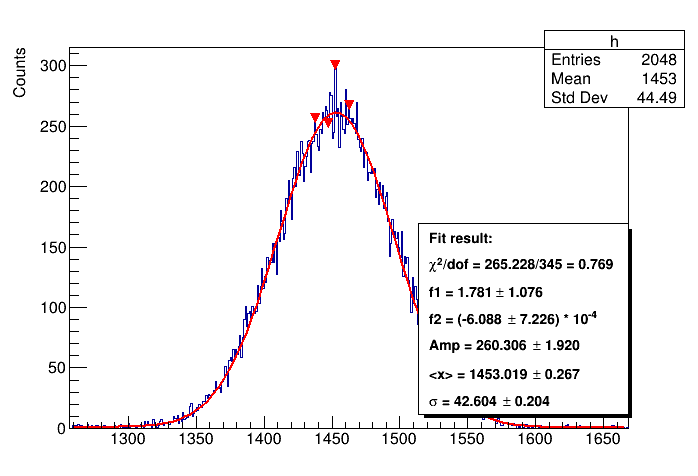 h
Entries 2048
Mean 1453
Std Dev 44.49
Counts
300
250
200
150
100
50
0
Fit result:
χ²/dof = 265.228/345 = 0.769
f1 = 1.781 ± 1.076
f2 = (-6.088 ± 7.226) * 10⁻⁴
Amp = 260.306 ± 1.920
<x> = 1453.019 ± 0.267
σ = 42.604 ± 0.204
1300 1350 1400 1450 1500 1550 1600 1650